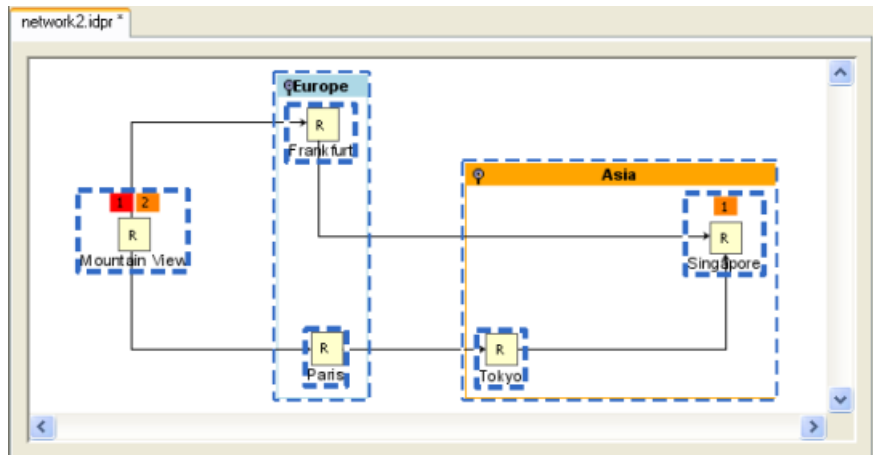 network2.idpr *
Europe
R
Frankfurt
Asia
1 2
1
R
R
Mountain View
Singapore
R
R
Paris
Tokyo